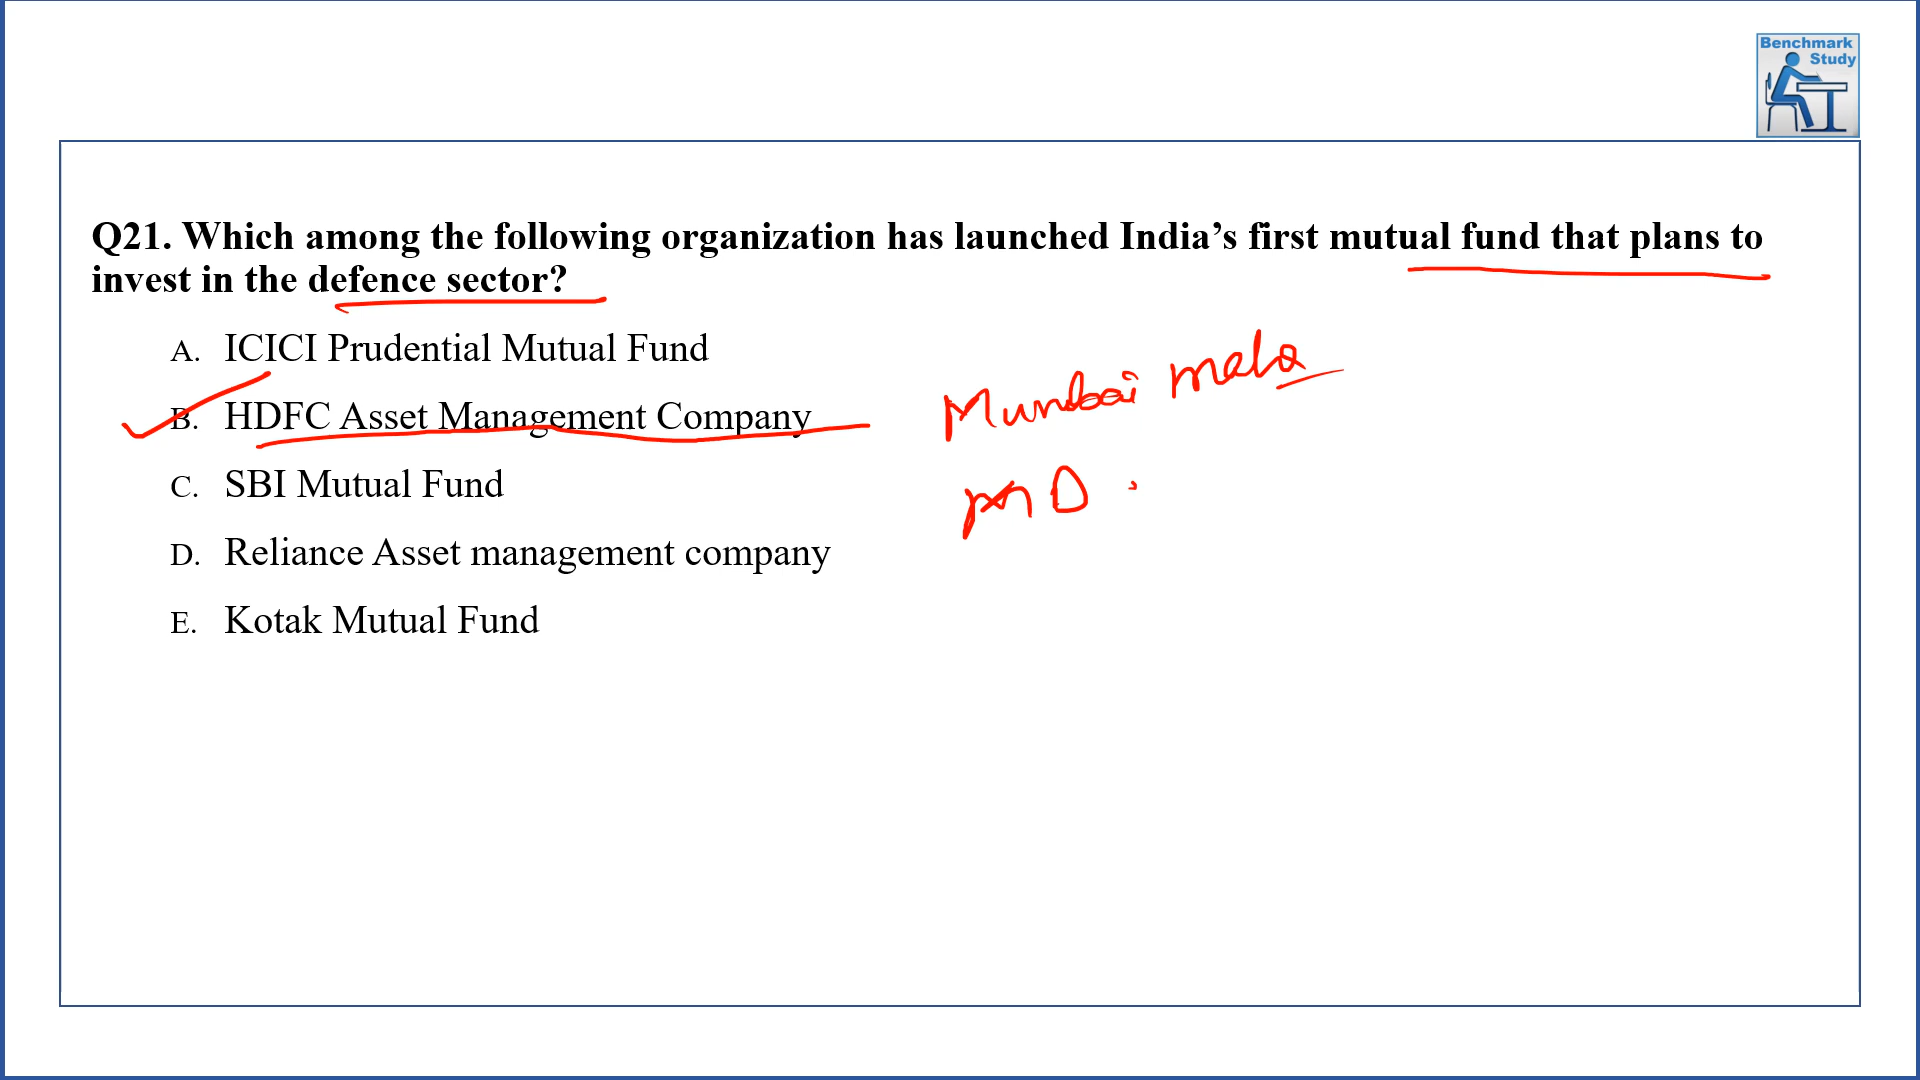 Benchmark
Study
Q21. Which among the following organization has launched India’s first mutual fund that plans to
invest in the defence sector?
A. ICICI Prudential Mutual Fund
B. HDFC Asset Management Company
C. SBI Mutual Fund
D. Reliance Asset management company
E. Kotak Mutual Fund
Mumbai mela
MD